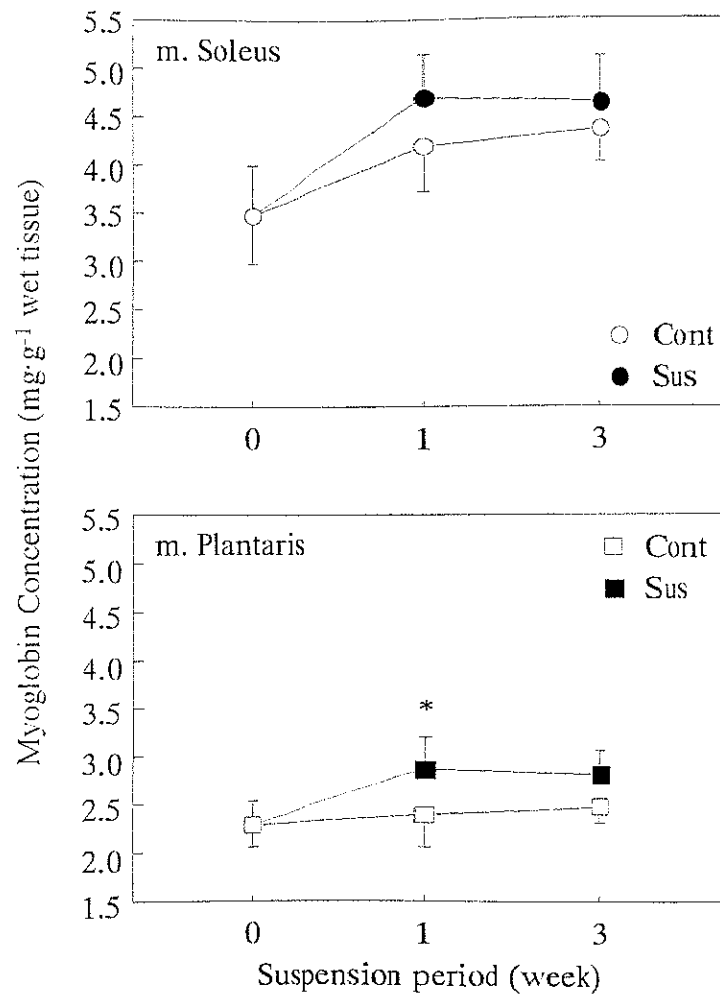 Myoglobin Concentration (mg·g⁻¹ wet tissue)
m. Soleus
5.5
5.0
4.5
4.0
3.5
3.0
2.5
2.0
1.5
Cont
Sus
0 1 3
m. Plantaris
Cont
Sus
5.5
5.0
4.5
4.0
3.5
3.0
2.5
2.0
1.5
*
0 1 3
Suspension period (week)